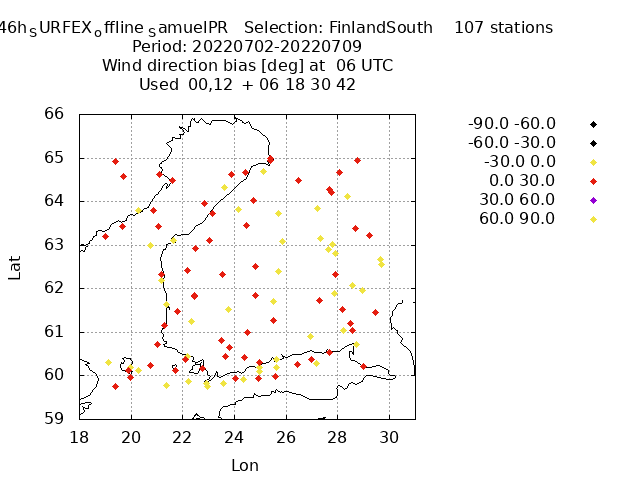 46hSURFEXoffline SamuelPR   Selection: FinlandSouth    107 stations
Period: 20220702-20220709
Wind direction bias [deg] at  06 UTC
Used  00,12  + 06 18 30 42
66
65
64
63
62
61
60
59
18 20 22 24 26 28 30
Lat
Lon
-90.0 -60.0
-60.0 -30.0
-30.0 0.0
0.0 30.0
30.0 60.0
60.0 90.0